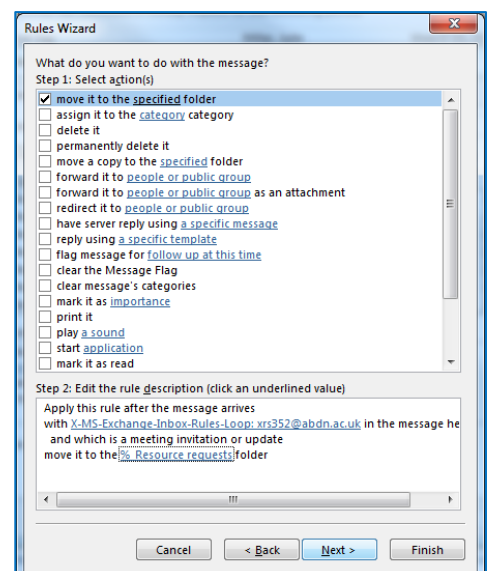 Rules Wizard
What do you want to do with the message?
Step 1: Select action(s)
move it to the specified folder
assign it to the category category
delete it
permanently delete it
move a copy to the specified folder
forward it to people or public group
forward it to people or public group as an attachment
redirect it to people or public group
have server reply using a specific message
reply using a specific template
flag message for follow up at this time
clear the Message Flag
clear message's categories
mark it as importance
print it
play a sound
start application
mark it as read
Step 2: Edit the rule description (click an underlined value)
Apply this rule after the message arrives
with X-MS-Exchange-Inbox-Rules-Loop: xrs352@abdn.ac.uk in the message he
and which is a meeting invitation or update
move it to the % Resource requests folder
Cancel < Back Next > Finish